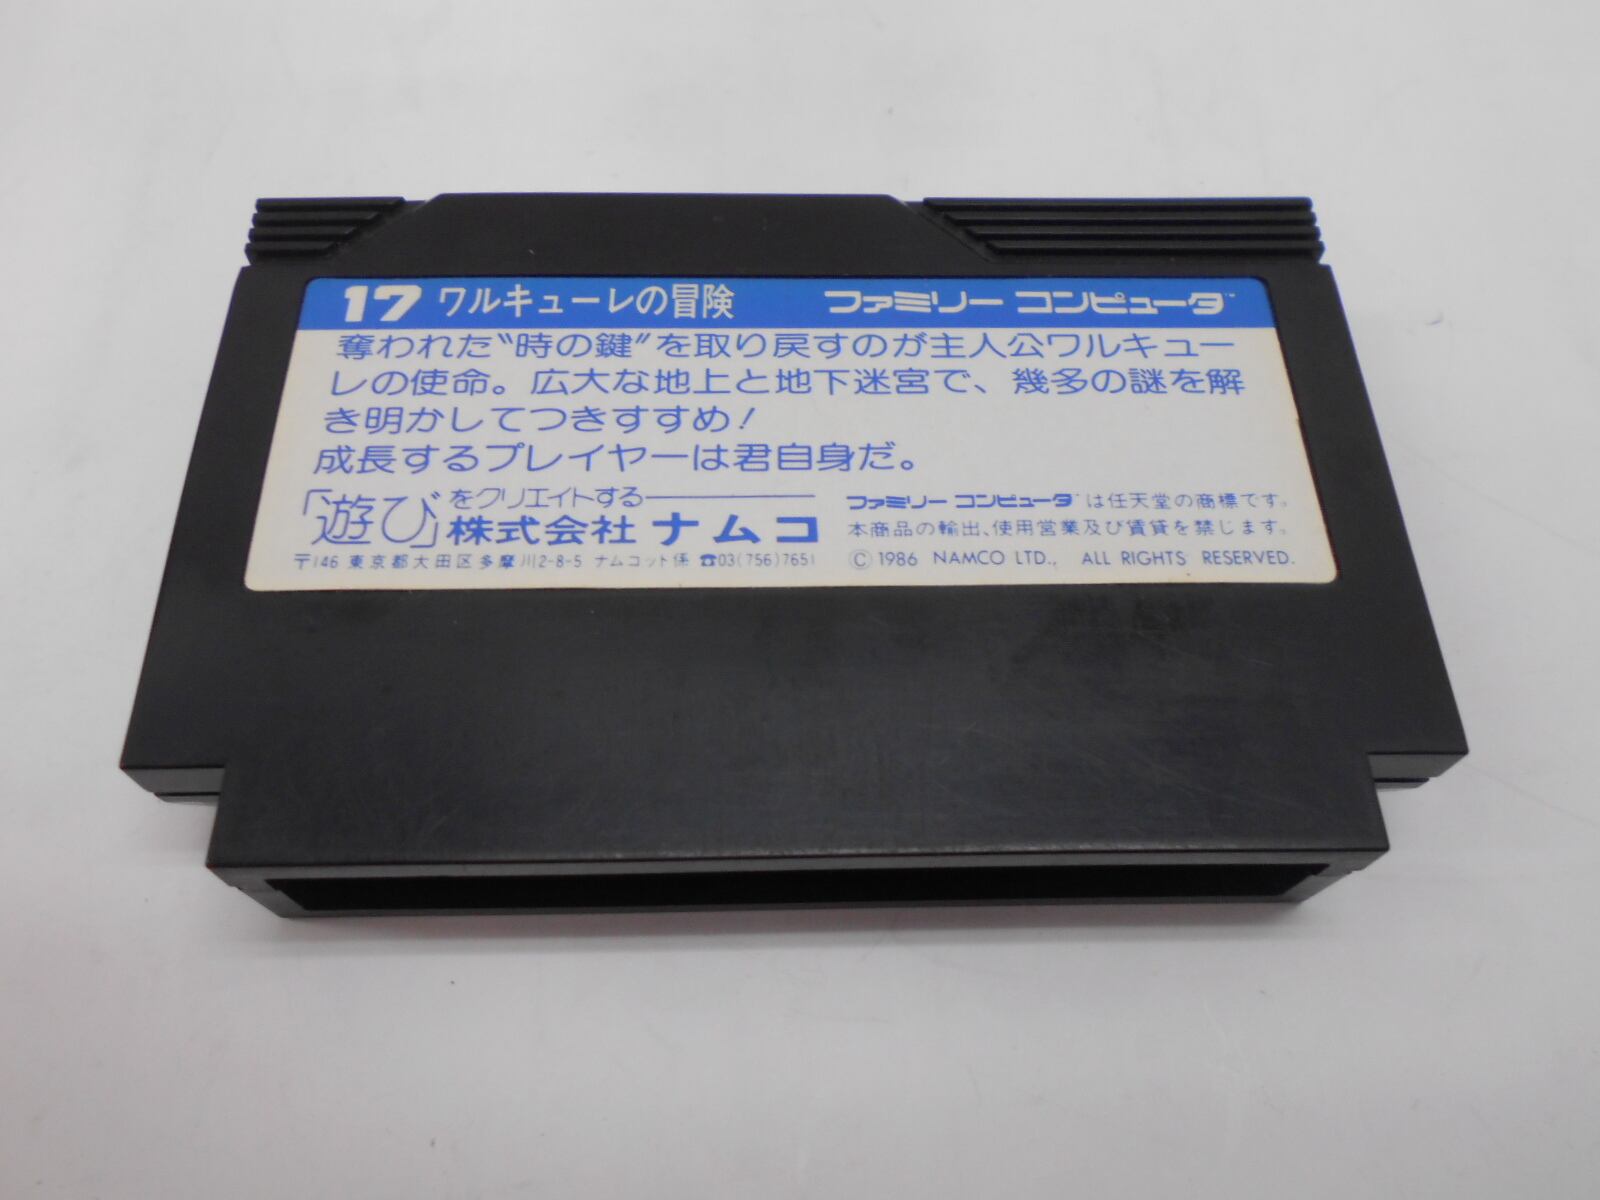 17 ワルキューレの冒険 ファミリー コンピュータ™
奪われた〝時の鍵〟を取り戻すのが主人公ワルキュー
レの使命。広大な地上と地下迷宮で、幾多の謎を解
き明かしてつきすすめ!
成長するプレイヤーは君自身だ。
「遊び」をクリエイトする
株式会社 ナムコ
〒146 東京都大田区多摩川2-8-5 ナムコット係 ☎03(756)7651
ファミリー コンピュータ™は任天堂の商標です。
本商品の輸出、使用営業及び賃貸を禁じます。
© 1986 NAMCO LTD., ALL RIGHTS RESERVED.